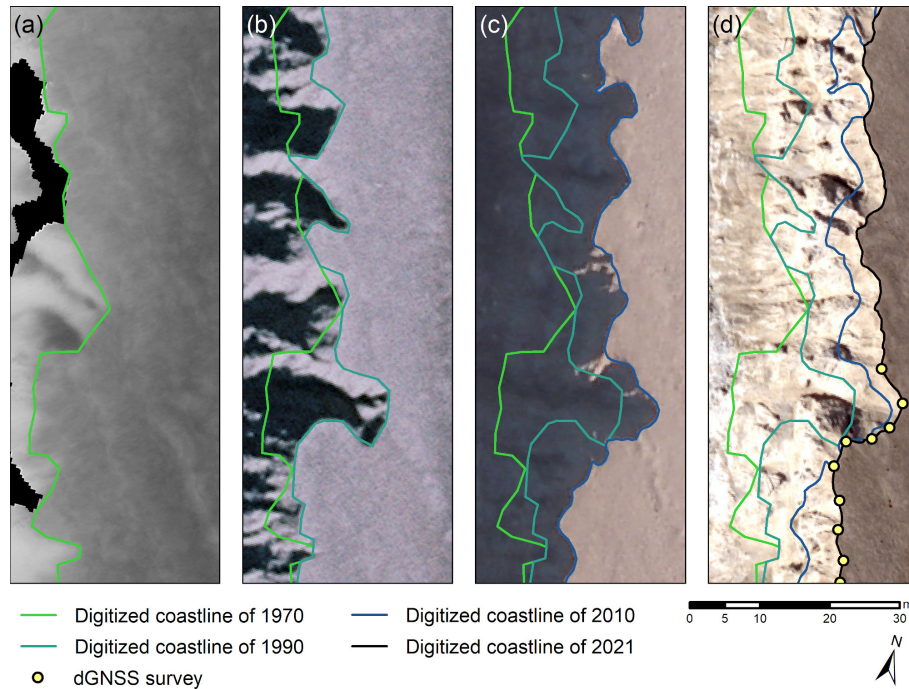 (a) (b) (c) (d)
Digitized coastline of 1970
Digitized coastline of 2010
Digitized coastline of 1990
Digitized coastline of 2021
dGNSS survey
m
0 5 10 20 30
N